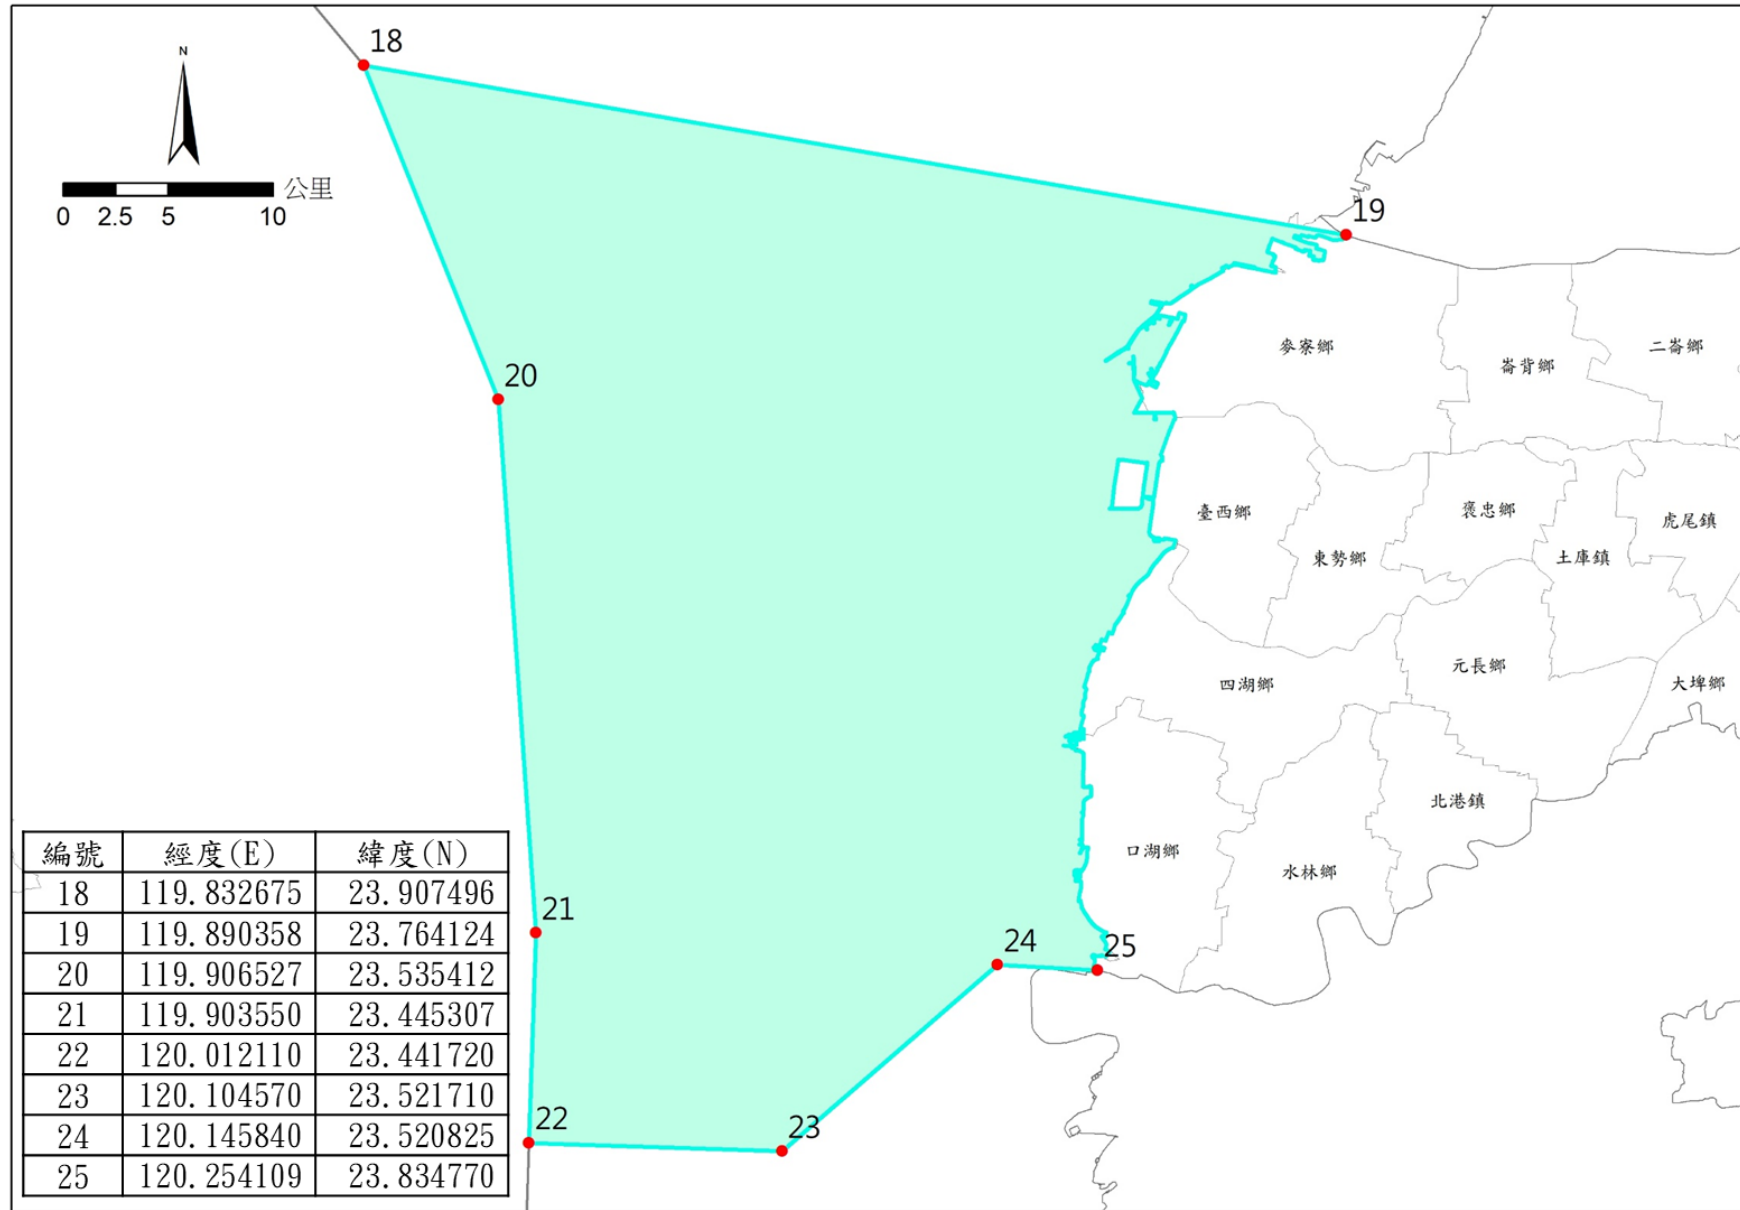 18
N
公里
0 2.5 5 10
19
麥寮鄉
二崙鄉
崙背鄉
20
臺西鄉
褒忠鄉
虎尾鎮
東勢鄉
土庫鎮
元長鄉
四湖鄉
大埤鄉
北港鎮
口湖鄉
水林鄉
21
24
25
22
23
編號 經度(E) 緯度(N)
18 119.832675 23.907496
19 119.890358 23.764124
20 119.906527 23.535412
21 119.903550 23.445307
22 120.012110 23.441720
23 120.104570 23.521710
24 120.145840 23.520825
25 120.254109 23.834770